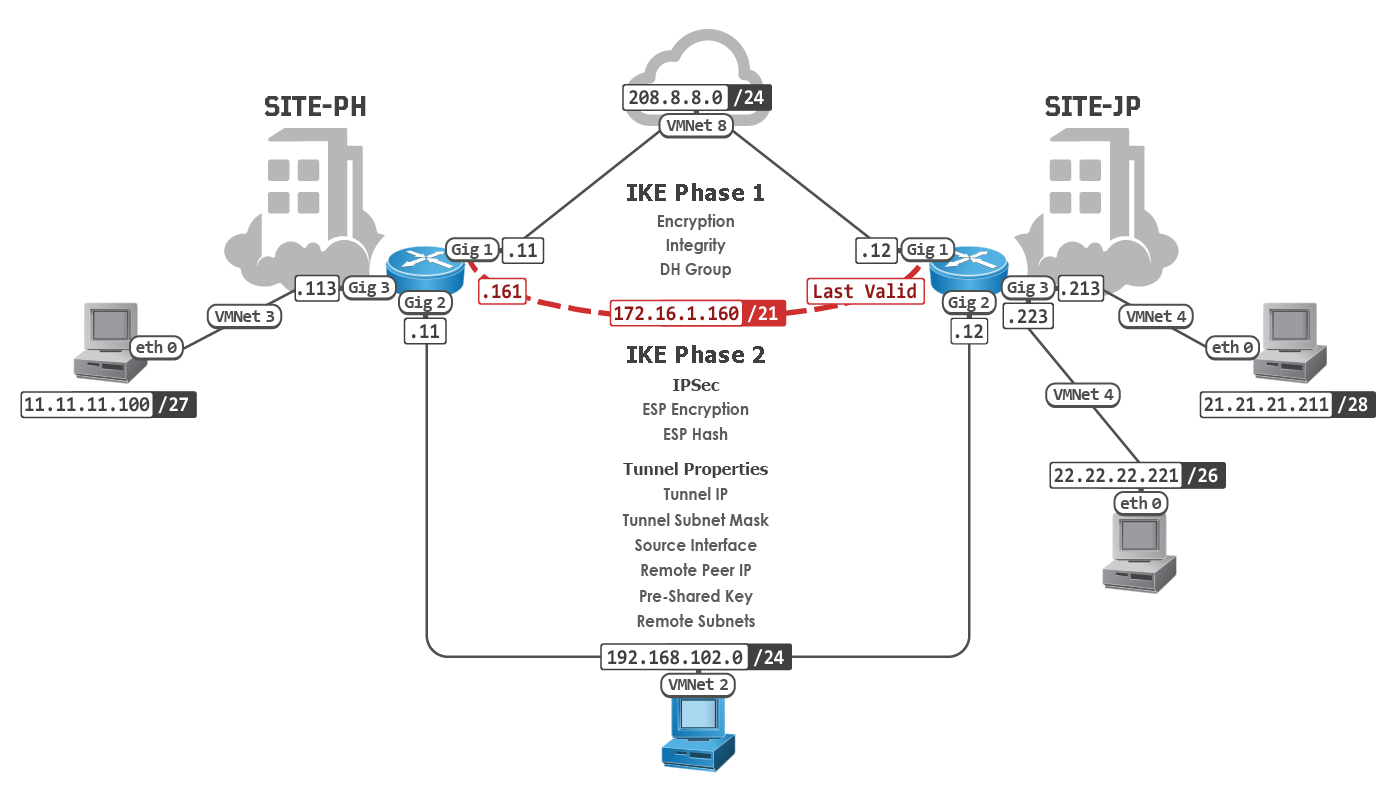 208.8.8.0 /24
VMNet 8
SITE-PH
SITE-JP
IKE Phase 1
Encryption
Integrity
DH Group
Gig 1 .11
.12 Gig 1
.113 Gig 3
Gig 2
.11
.161
172.16.1.160 /21
Last Valid
Gig 2
.12
Gig 3 .213
.223
VMNet 3
eth 0
11.11.11.100 /27
VMNet 4
eth 0
21.21.21.211 /28
VMNet 4
22.22.22.221 /26
eth 0
IKE Phase 2
IPSec
ESP Encryption
ESP Hash
Tunnel Properties
Tunnel IP
Tunnel Subnet Mask
Source Interface
Remote Peer IP
Pre-Shared Key
Remote Subnets
192.168.102.0 /24
VMNet 2